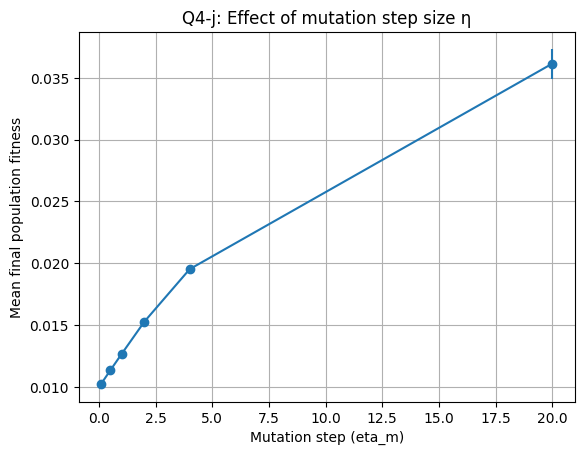 Q4-j: Effect of mutation step size η
Mean final population fitness
0.035
0.030
0.025
0.020
0.015
0.010
0.0 2.5 5.0 7.5 10.0 12.5 15.0 17.5 20.0
Mutation step (eta_m)